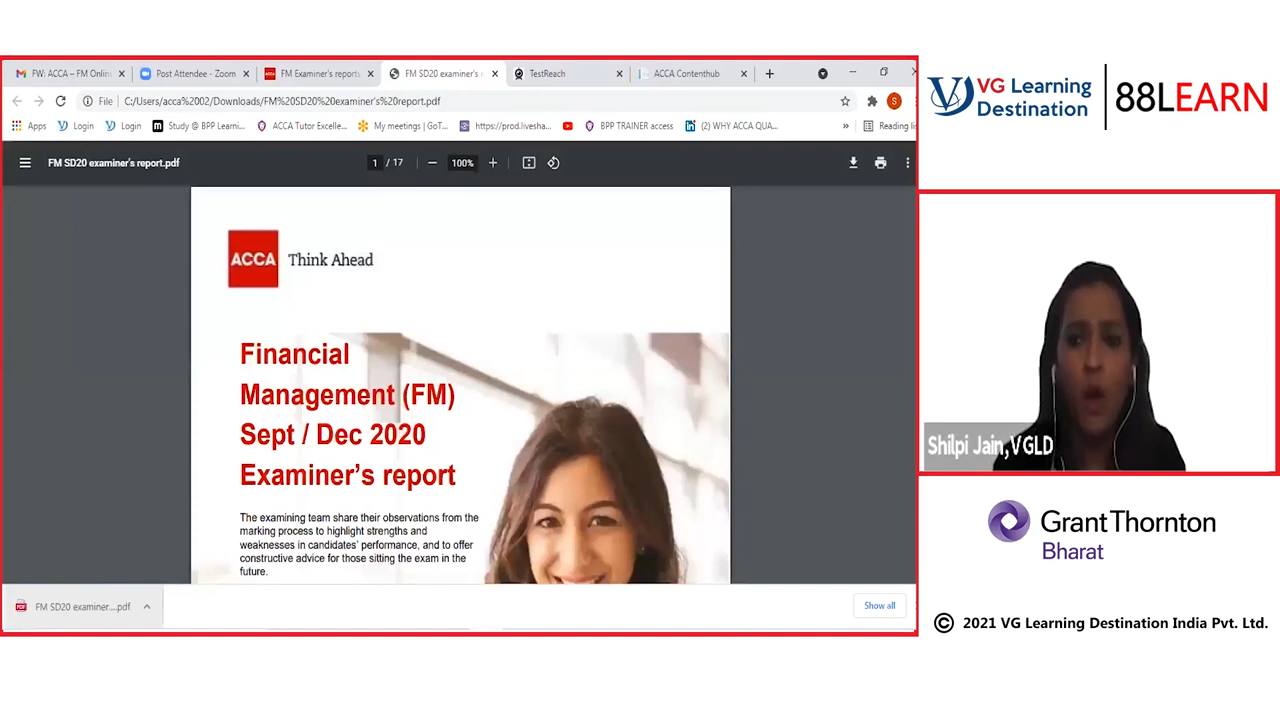 FW: ACCA – FM Onlin
Post Attendee - Zoom
FM Examiner's reports
FM SD20 examiner's
TestReach
ACCA Contenthub
File
C:/Users/acca%2002/Downloads/FM%20SD20%20examiner's%20report.pdf
S
Apps
Login
Login
Study @ BPP Learni...
ACCA Tutor Excelle...
My meetings | GoT...
https://prod.livesha...
BPP TRAINER access
(2) WHY ACCA QUA...
»
Reading lis
FM SD20 examiner's report.pdf
1 / 17
100%
ACCA Think Ahead
Financial
Management (FM)
Sept / Dec 2020
Examiner's report
The examining team share their observations from the
marking process to highlight strengths and
weaknesses in candidates' performance, and to offer
constructive advice for those sitting the exam in the
future.
FM SD20 examiner....pdf
Show all
VG Learning
Destination
88LEARN
Shilpi Jain,VGLD
Grant Thornton
Bharat
© 2021 VG Learning Destination India Pvt. Ltd.